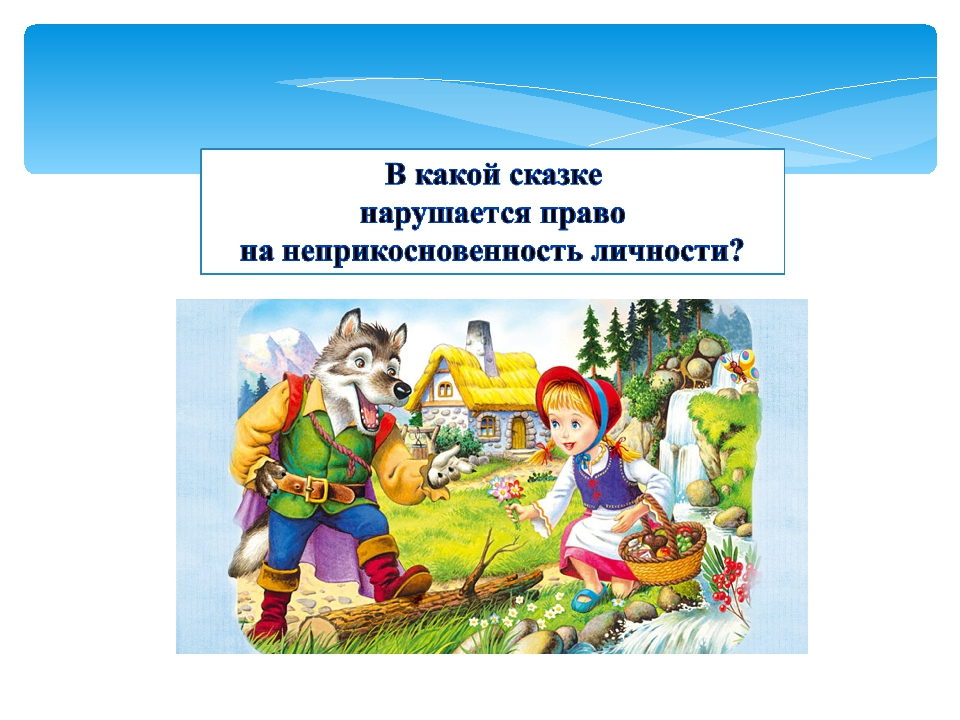 В какой сказке
нарушается право
на неприкосновенность личности?